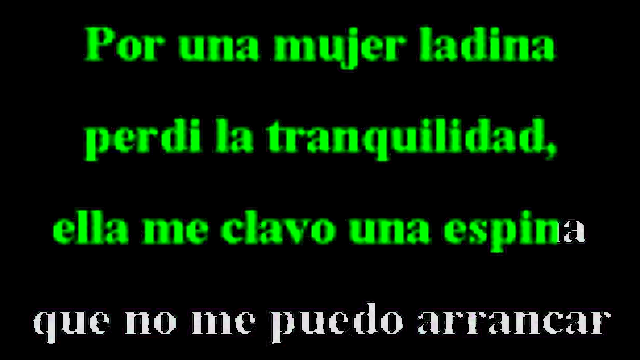 Por una mujer ladina
perdi la tranquilidad,
ella me clavo una espina
que no me puedo arrancar